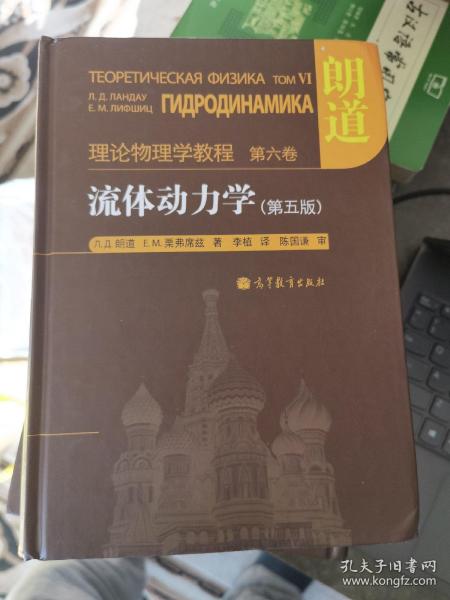 朗道
ТЕОРЕТИЧЕСКАЯ ФИЗИКА ТОМ VI
Л. Д. ЛАНДАУ
Е. М. ЛИФШИЦ
ГИДРОДИНАМИКА
理论物理学教程 第六卷
流体动力学(第五版)
Л.Д.朗道 Е.М.栗弗席兹 著 李植 译 陈国谦 审
高等教育出版社
孔夫子旧书网
www.kongfz.com